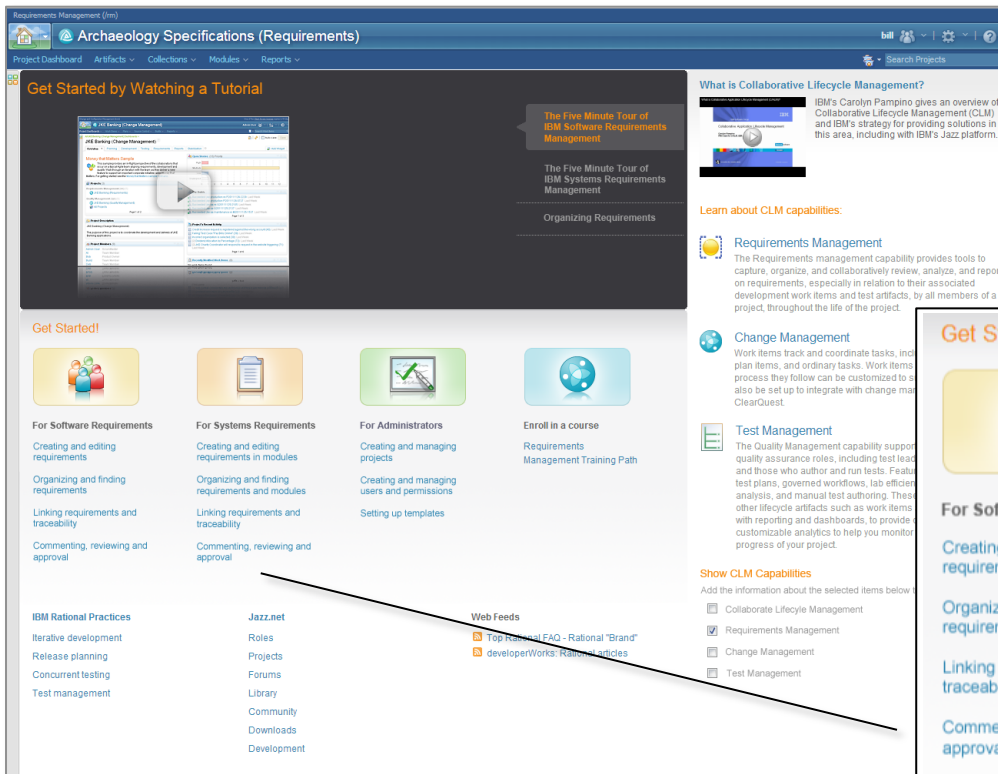 Requirements Management (/rm)
Archaeology Specifications (Requirements)
bill
Project Dashboard Artifacts Collections Modules Reports
Search Projects
Get Started by Watching a Tutorial
JKE Banking (Change Management)
The Five Minute Tour of
IBM Software Requirements
Management
The Five Minute Tour of
IBM Systems Requirements
Management
Organizing Requirements
What is Collaborative Lifecycle Management?
IBM's Carolyn Pampino gives an overview of
Collaborative Lifecycle Management (CLM)
and IBM's strategy for providing solutions in
this area, including with IBM's Jazz platform.
Learn about CLM capabilities:
Requirements Management
The Requirements management capability provides tools to
capture, organize, and collaboratively review, analyze, and repor
on requirements, especially in relation to their associated
development work items and test artifacts, by all members of a
project, throughout the life of the project.
Change Management
Work items track and coordinate tasks, incl
plan items, and ordinary tasks. Work items
process they follow can be customized to s
also be set up to integrate with change ma
ClearQuest.
Test Management
The Quality Management capability suppor
quality assurance roles, including test lead
and those who author and run tests. Featu
test plans, governed workflows, lab efficien
analysis, and manual test authoring. These
other lifecycle artifacts such as work items
with reporting and dashboards, to provide
customizable analytics to help you monitor
progress of your project.
Show CLM Capabilities
Add the information about the selected items below t
Collaborate Lifecyle Management
Requirements Management
Change Management
Test Management
Get Started!
For Software Requirements
Creating and editing
requirements
Organizing and finding
requirements
Linking requirements and
traceability
Commenting, reviewing and
approval
For Systems Requirements
Creating and editing
requirements in modules
Organizing and finding
requirements and modules
Linking requirements and
traceability
Commenting, reviewing and
approval
For Administrators
Creating and managing
projects
Creating and managing
users and permissions
Setting up templates
Enroll in a course
Requirements
Management Training Path
IBM Rational Practices
Iterative development
Release planning
Concurrent testing
Test management
Jazz.net
Roles
Projects
Forums
Library
Community
Downloads
Development
Web Feeds
Top Rational FAQ - Rational "Brand"
developerWorks: Rational articles
Get S
For Sof
Creating
requirer
Organiz
requirer
Linking
traceab
Comme
approva